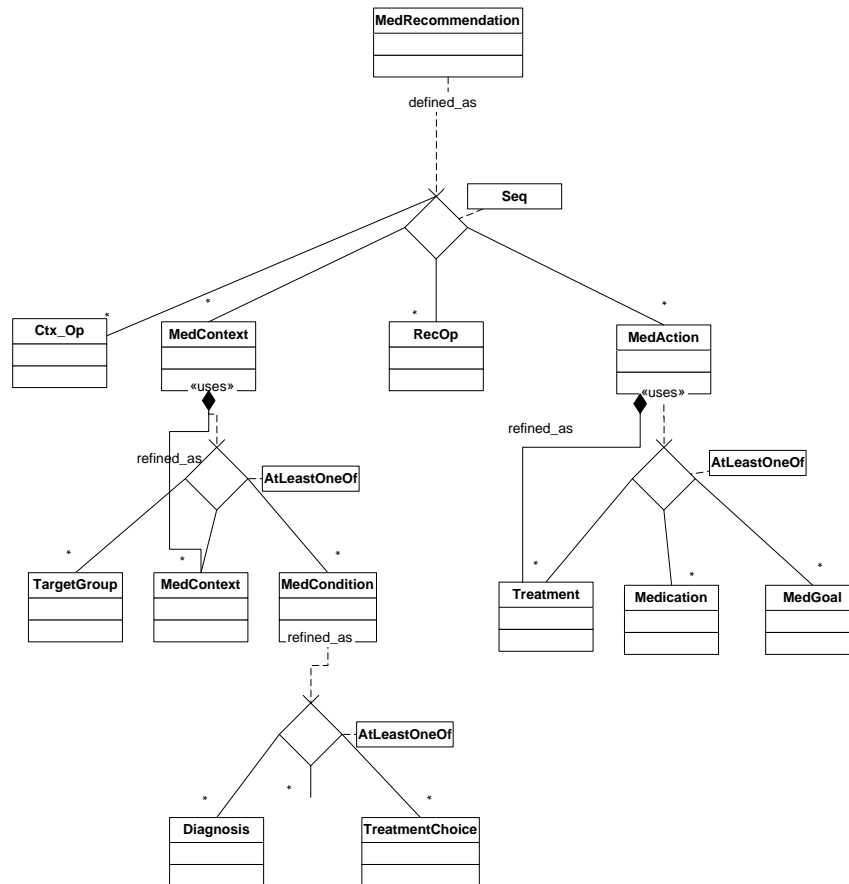 MedRecommendation
defined_as
Seq
*
*
*
*
Ctx_Op
MedContext
RecOp
MedAction
«uses»
«uses»
refined_as
refined_as
AtLeastOneOf
AtLeastOneOf
*
*
*
*
*
*
TargetGroup
MedContext
MedCondition
Treatment
Medication
MedGoal
refined_as
AtLeastOneOf
*
*
*
Diagnosis
TreatmentChoice